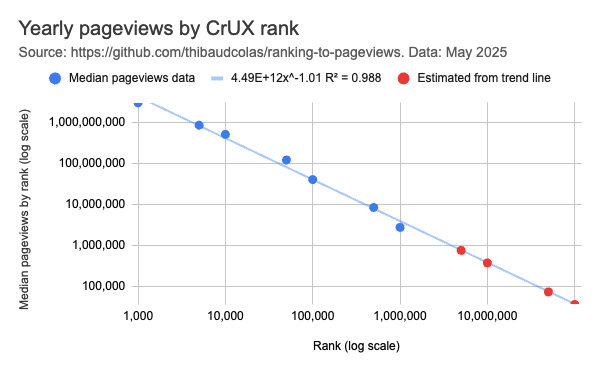 Yearly pageviews by CrUX rank
Source: https://github.com/thibaudcolas/ranking-to-pageviews. Data: May 2025
Median pageviews data
4.49E+12x^-1.01 R² = 0.988
Estimated from trend line
Median pageviews by rank (log scale)
1,000,000,000
100,000,000
10,000,000
1,000,000
100,000
1,000
10,000
100,000
1,000,000
10,000,000
Rank (log scale)